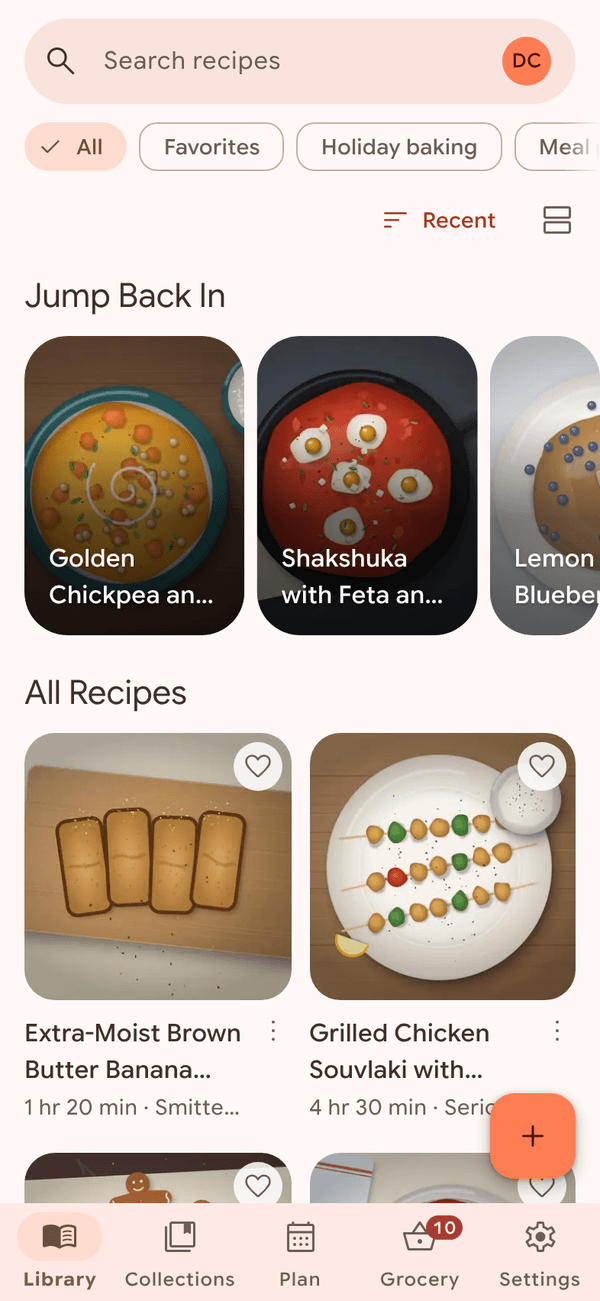 Search recipes
DC
All
Favorites
Holiday baking
Meal
Recent
Jump Back In
Golden
Chickpea an...
Shakshuka
with Feta an...
Lemon
All Recipes
Extra-Moist Brown
Butter Banana...
1 hr 20 min · Smitte...
Grilled Chicken
Souvlaki with...
4 hr 30 min ·
Library
Collections
Plan
10
Grocery
Settings